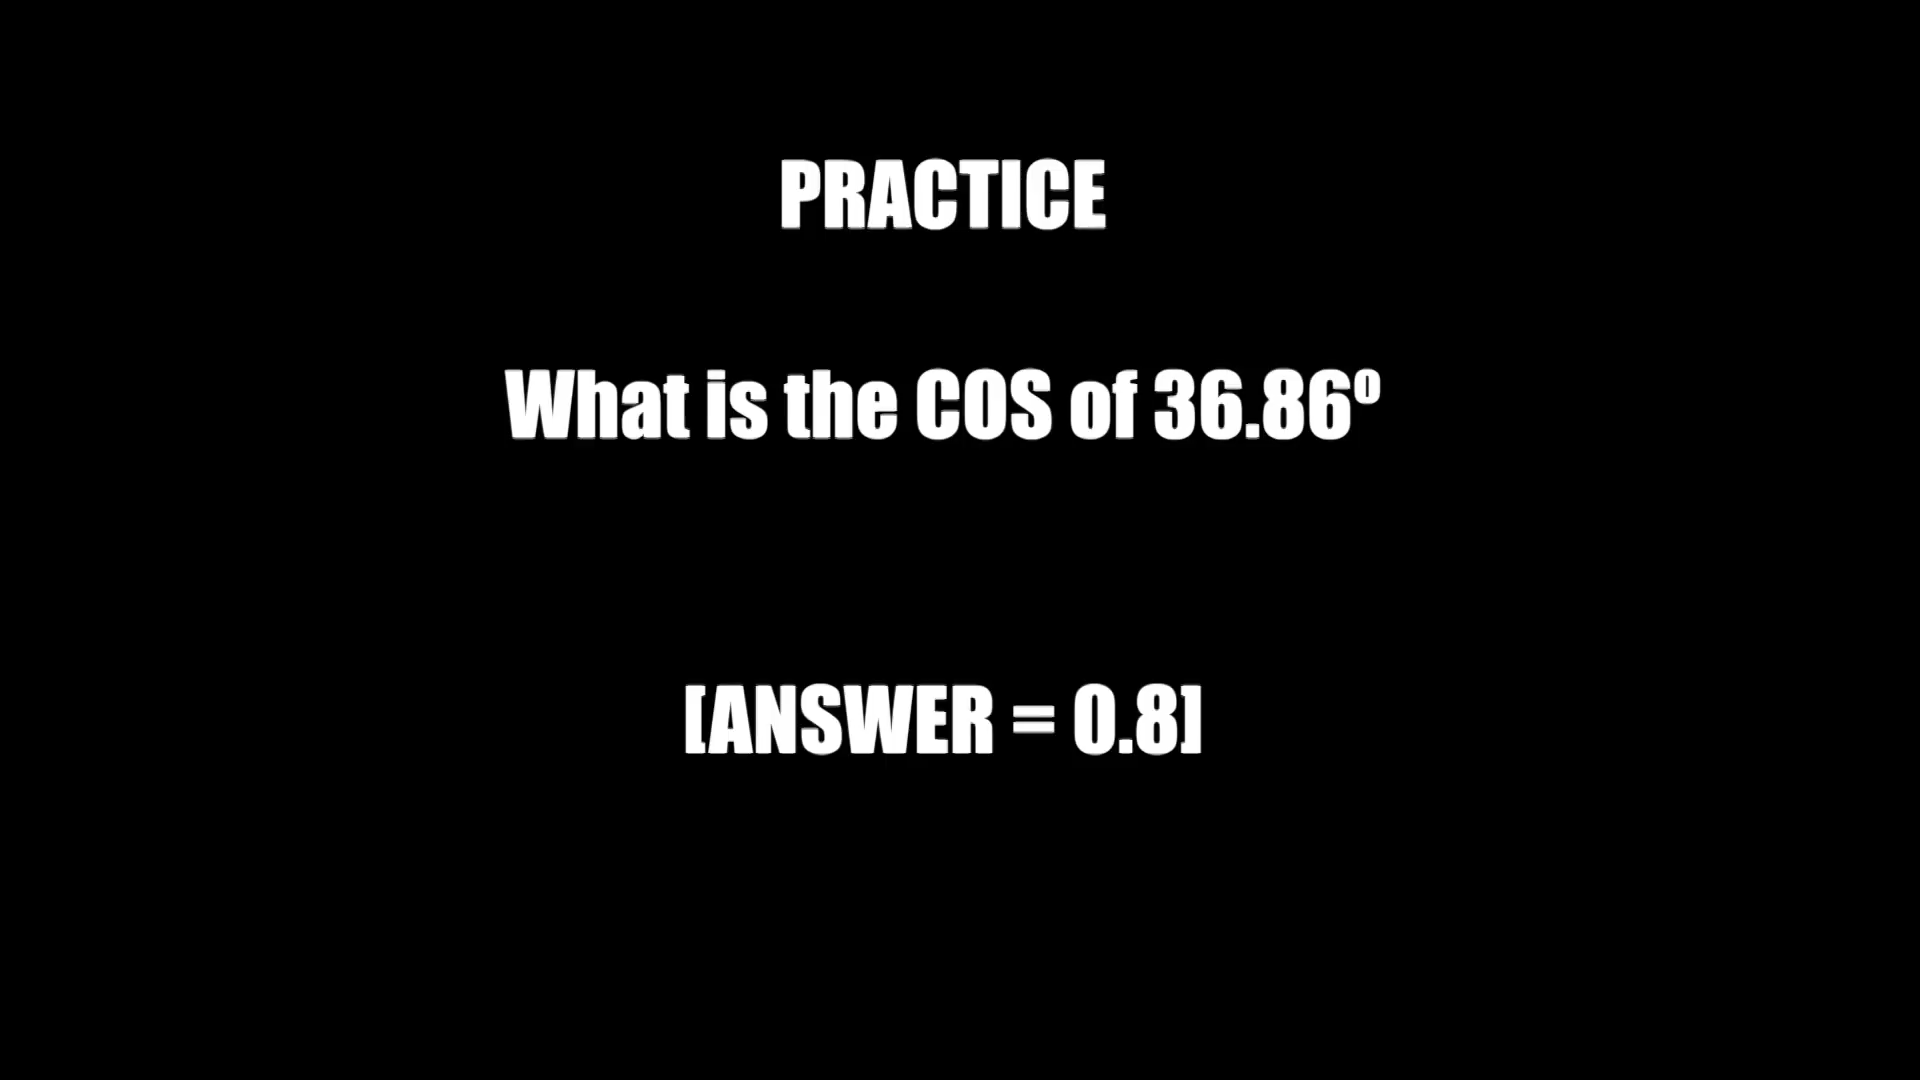 PRACTICE
What is the COS of 36.86º
[ANSWER = 0.8]